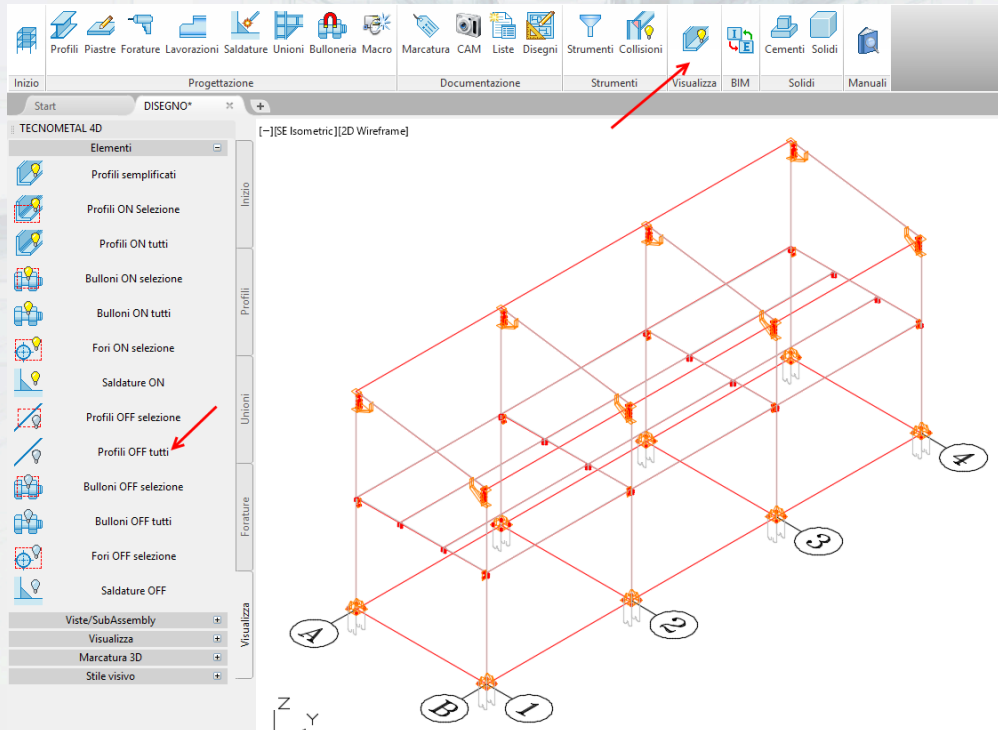 Profili Piastre Forature Lavorazioni Saldature Unioni Bulloneria Macro Marcatura CAM Liste Disegni Strumenti Collisioni Cementi Solidi
Inizio Progettazione Documentazione Strumenti Visualizza BIM Solidi Manuali
Start DISEGNO*
TECNOMETAL 4D
[−][SE Isometric][2D Wireframe]
Elementi
Profili semplificati
Profili ON Selezione
Profili ON tutti
Bulloni ON selezione
Bulloni ON tutti
Fori ON selezione
Saldature ON
Profili OFF selezione
Profili OFF tutti
Bulloni OFF selezione
Bulloni OFF tutti
Fori OFF selezione
Saldature OFF
Viste/SubAssembly
Visualizza
Marcatura 3D
Stile visivo
Inizio
Profili
Unioni
Forature
Visualizza
4
3
2
A
B 1
Z
Y
I
E